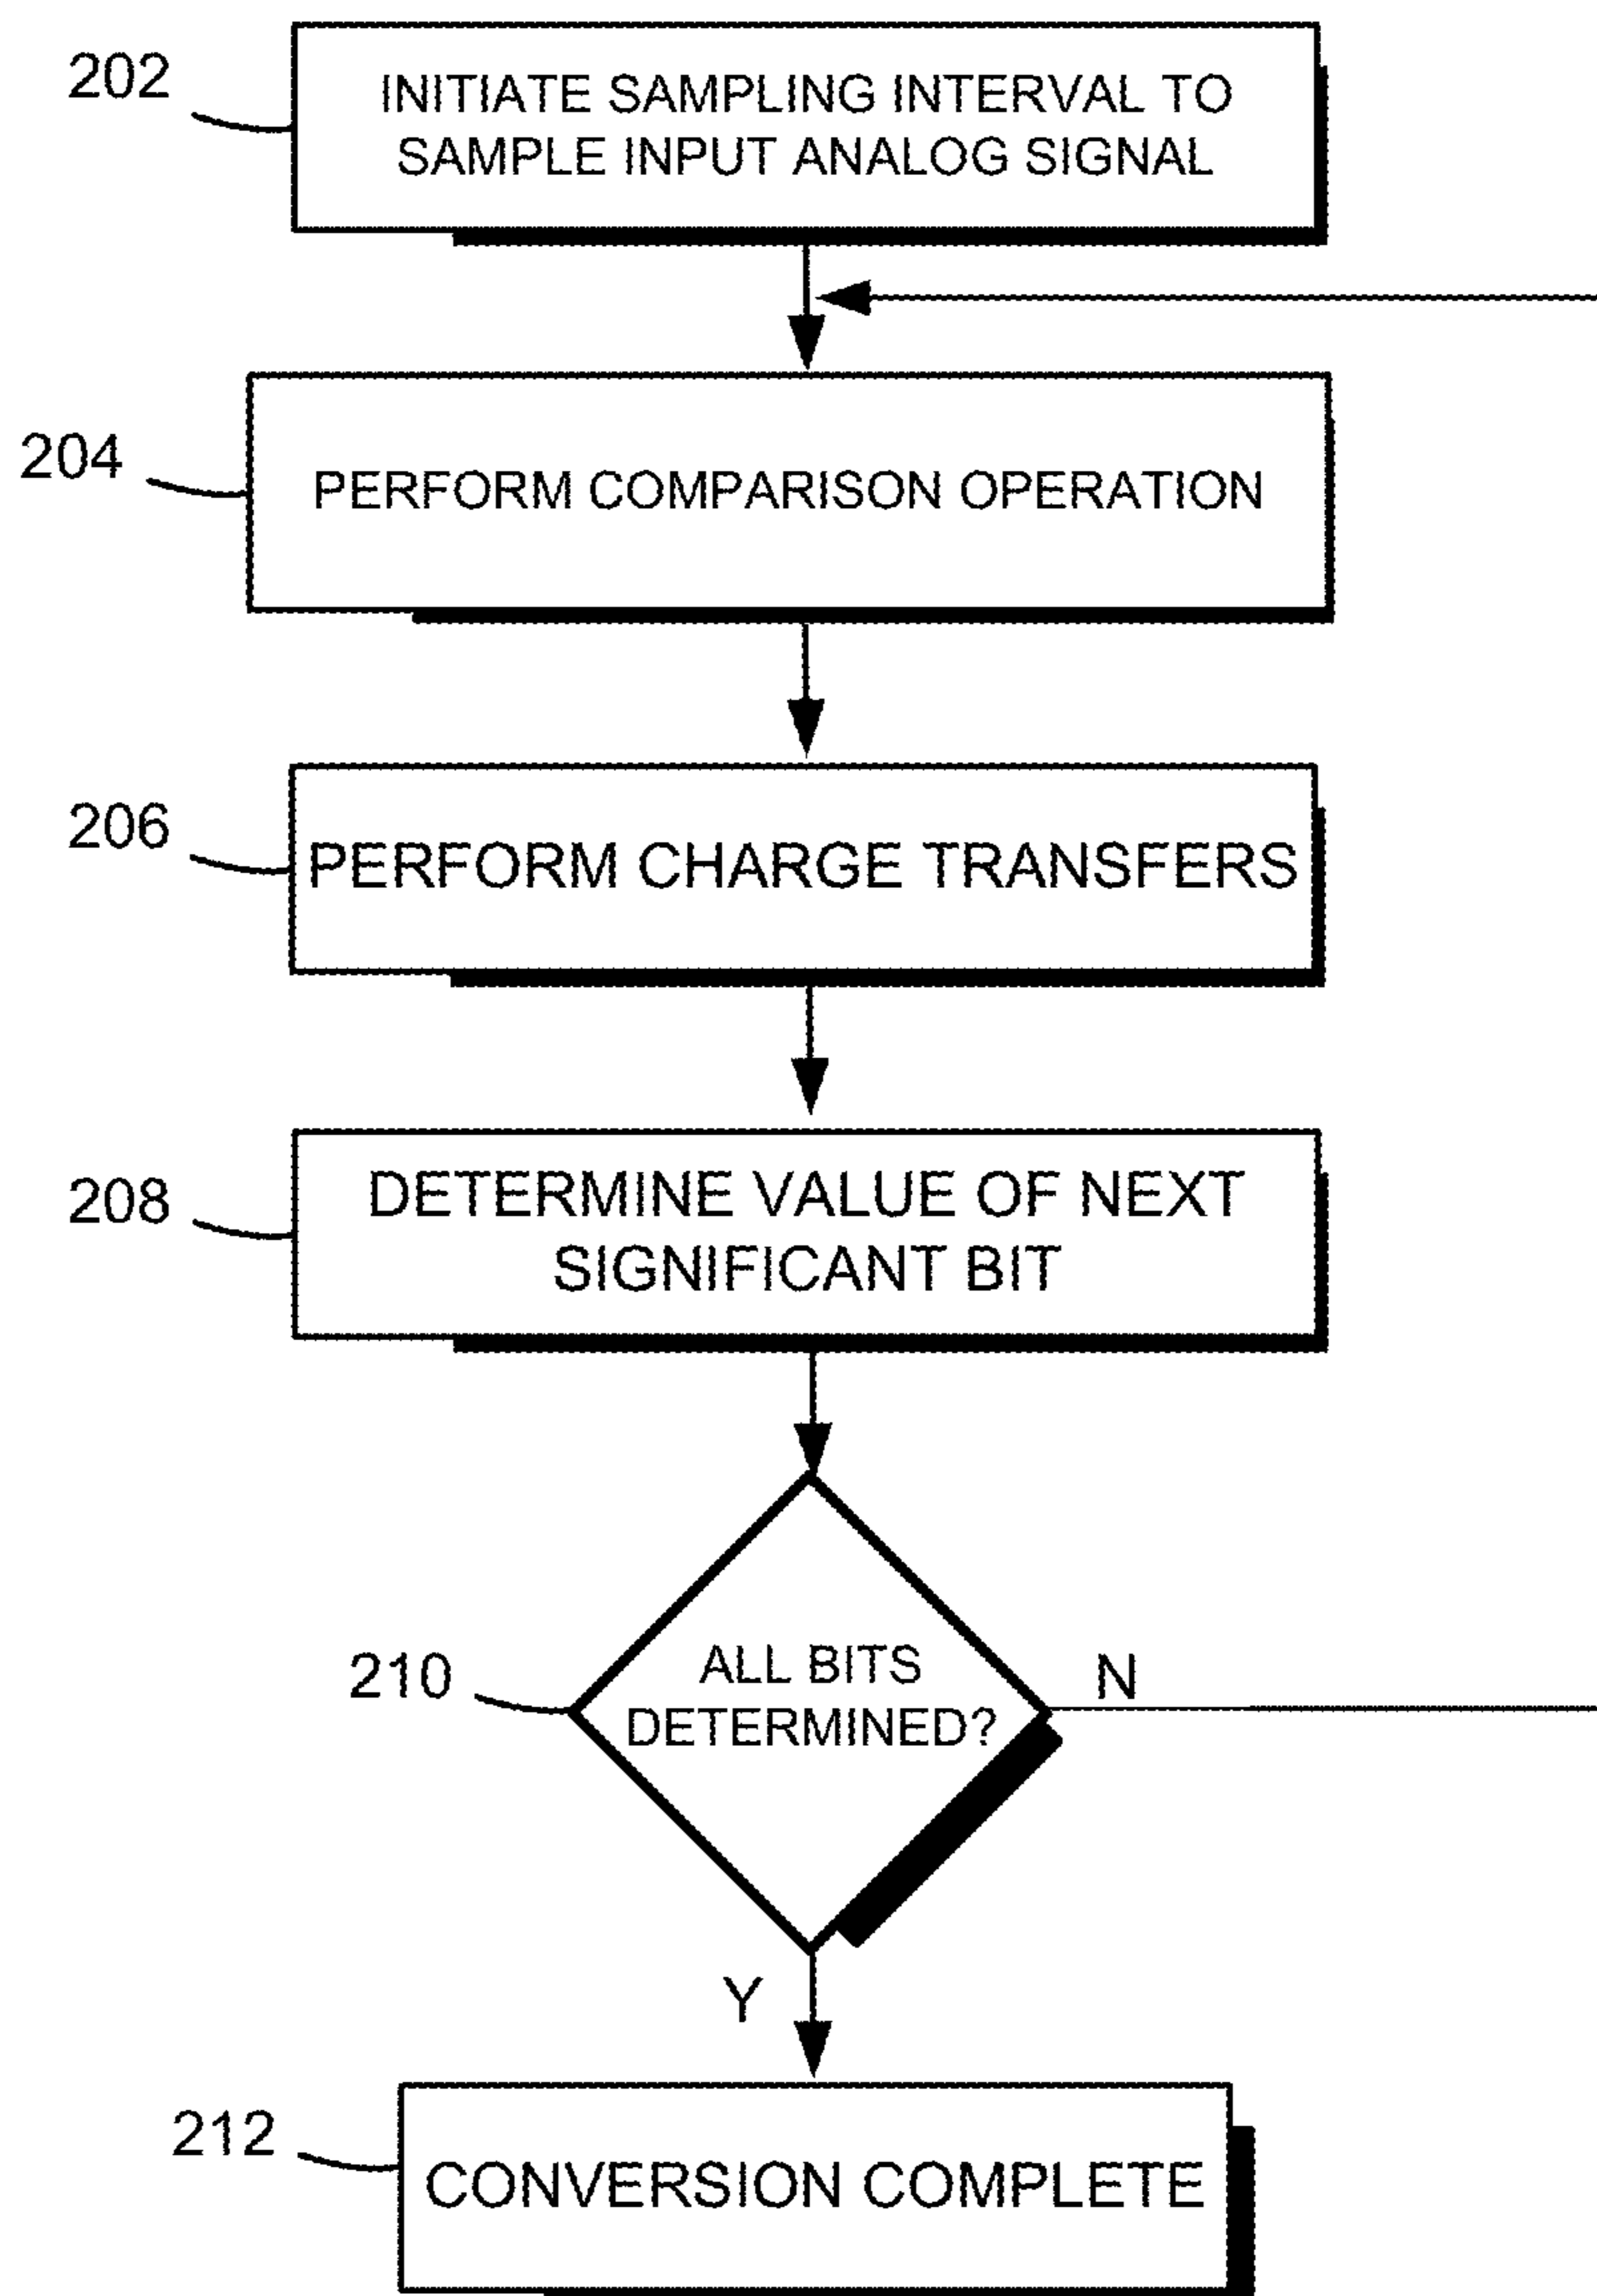 202
INITIATE SAMPLING INTERVAL TO
SAMPLE INPUT ANALOG SIGNAL
204
PERFORM COMPARISON OPERATION
206
PERFORM CHARGE TRANSFERS
208
DETERMINE VALUE OF NEXT
SIGNIFICANT BIT
210
ALL BITS
DETERMINED?
N
Y
212
CONVERSION COMPLETE